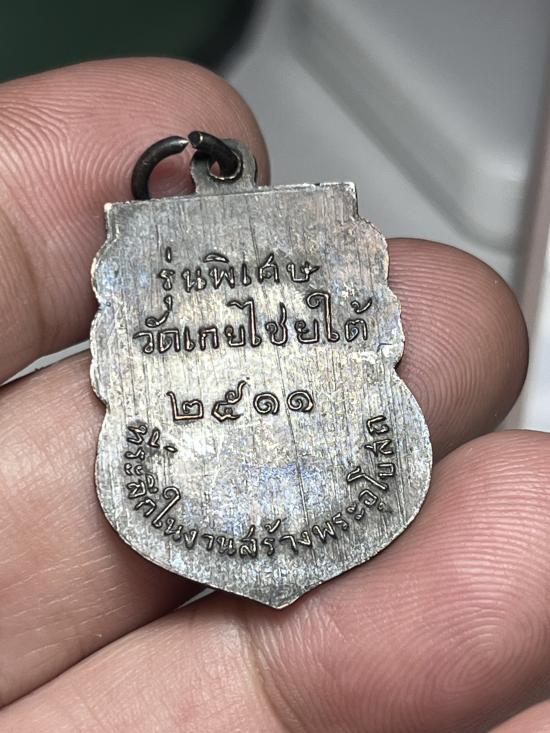 รุ่นพิเศษ
วัดเกยไชยใต้
๒๕๑๑
ที่ระลึกในงานสร้างพระอุโบสถ